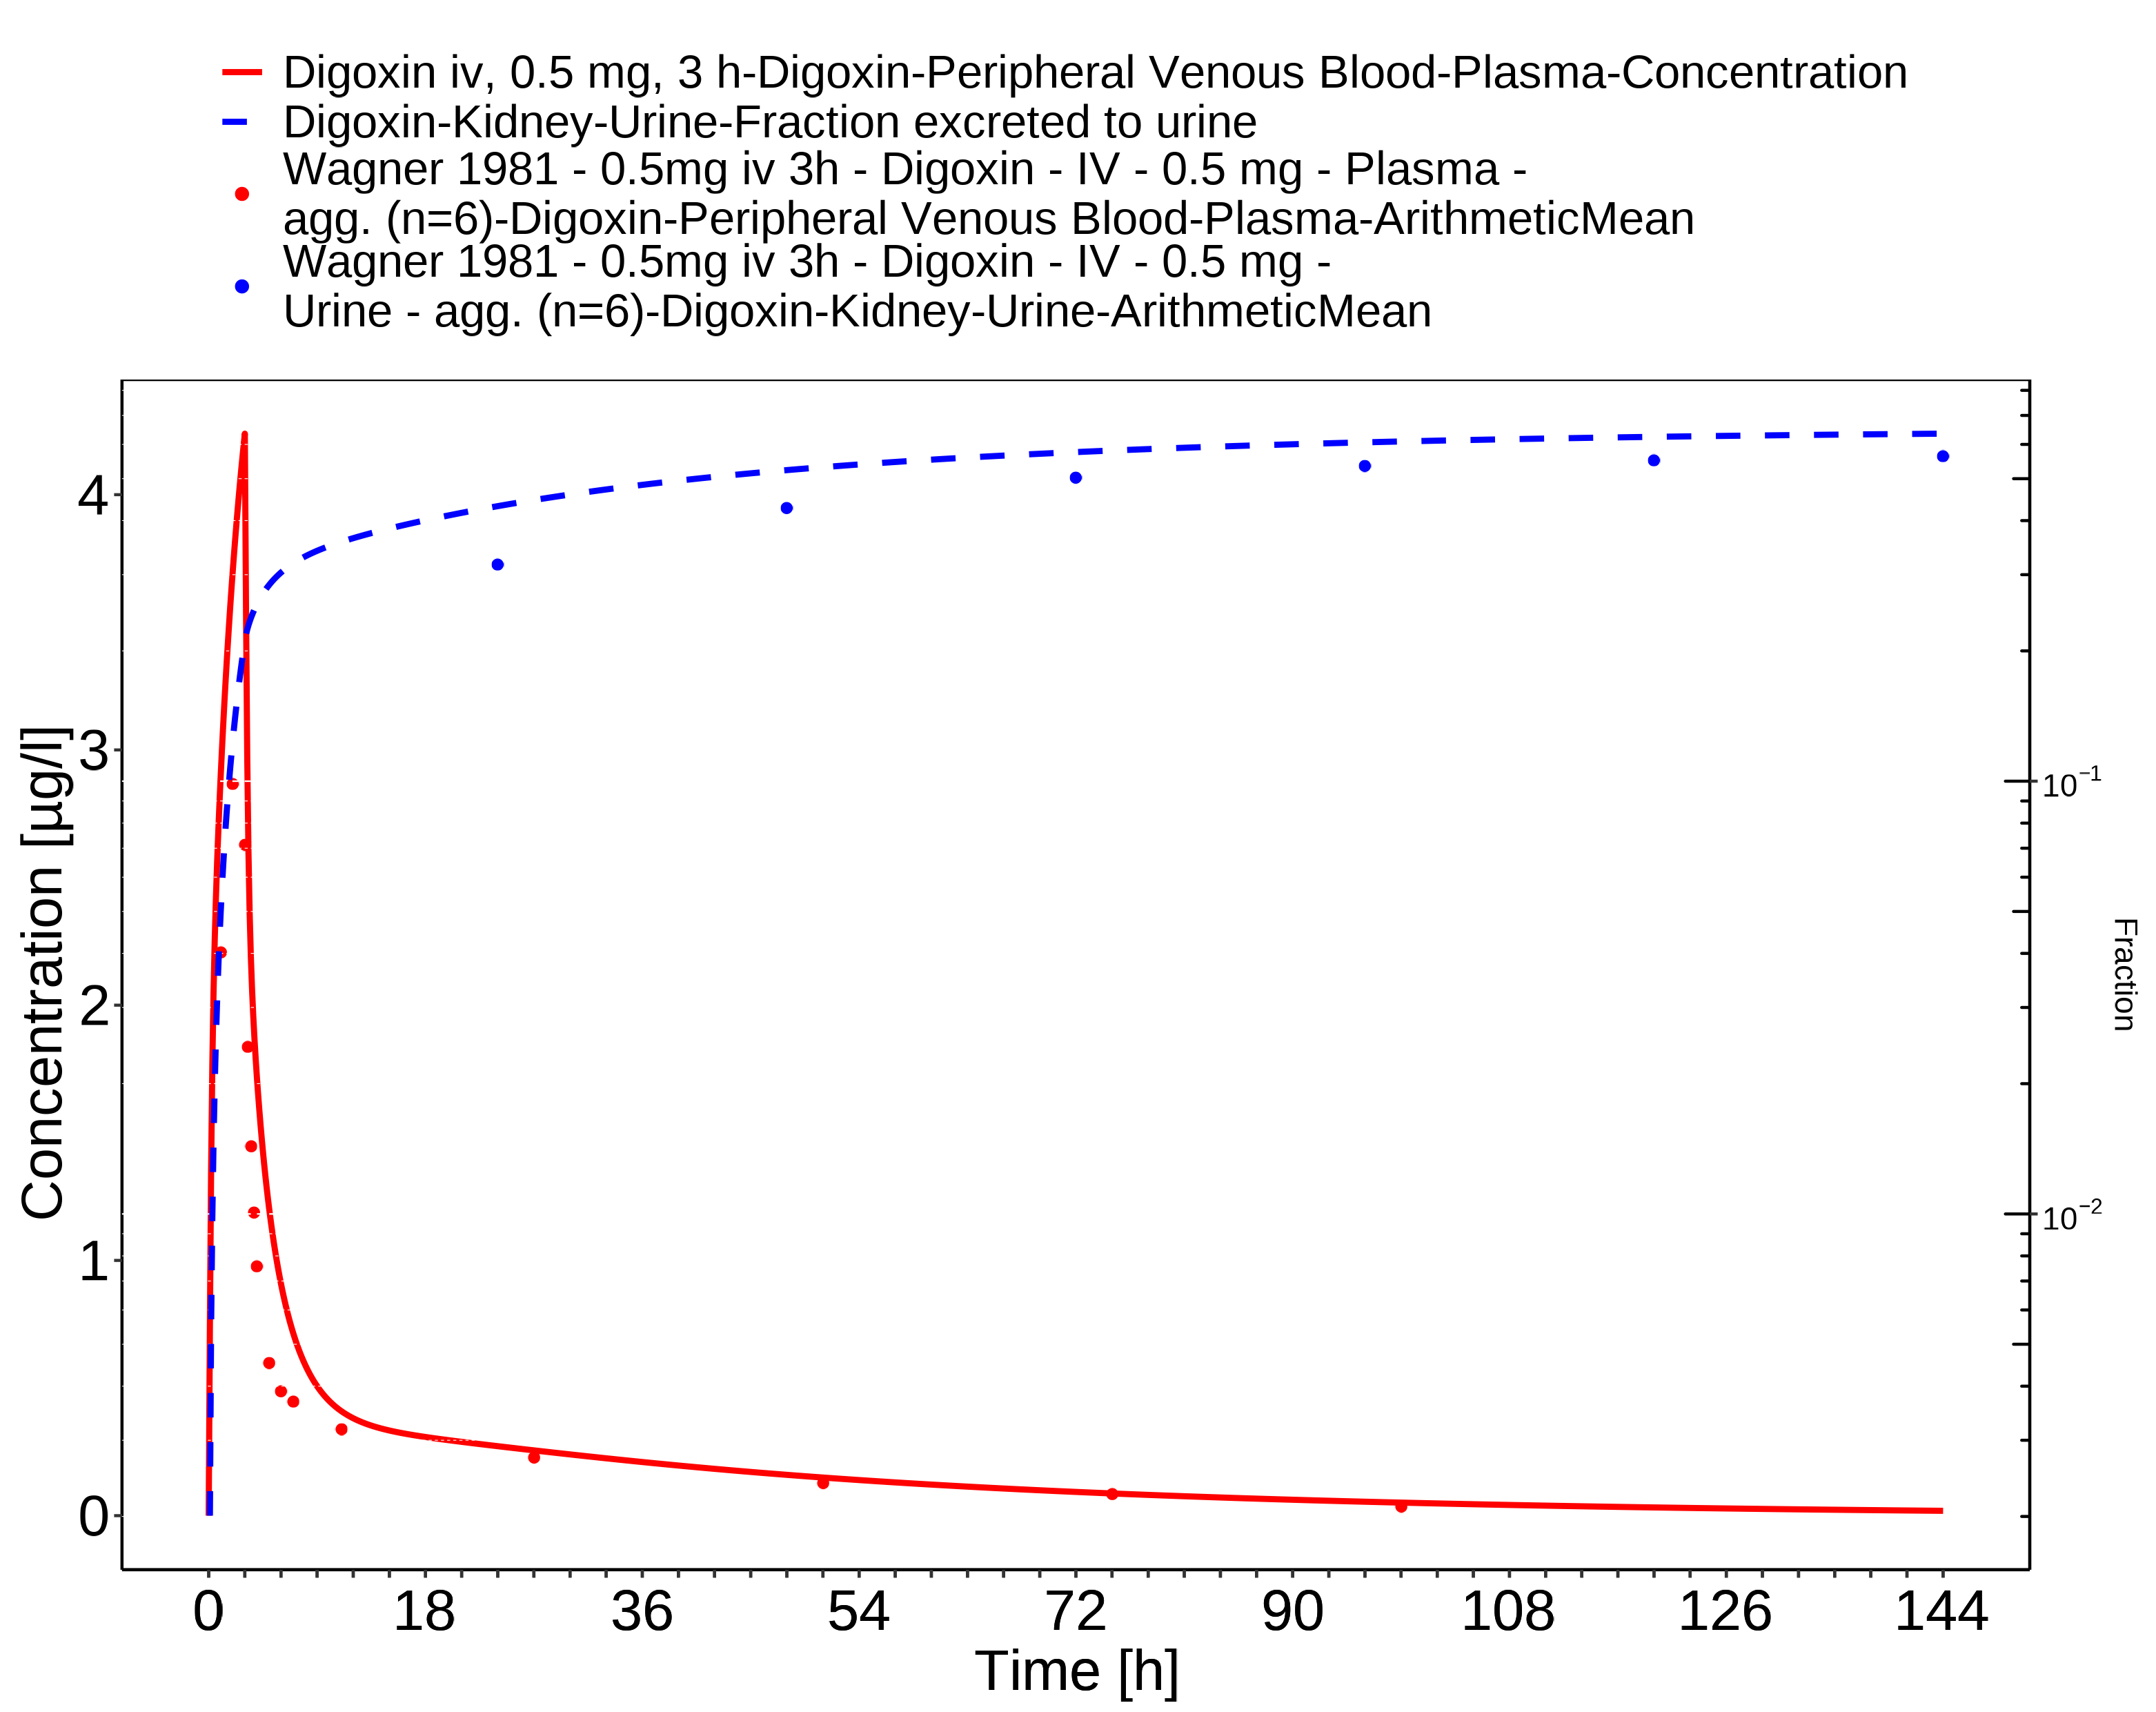 Digoxin iv, 0.5 mg, 3 h-Digoxin-Peripheral Venous Blood-Plasma-Concentration
Digoxin-Kidney-Urine-Fraction excreted to urine
Wagner 1981 - 0.5mg iv 3h - Digoxin - IV - 0.5 mg - Plasma -
agg. (n=6)-Digoxin-Peripheral Venous Blood-Plasma-ArithmeticMean
Wagner 1981 - 0.5mg iv 3h - Digoxin - IV - 0.5 mg -
Urine - agg. (n=6)-Digoxin-Kidney-Urine-ArithmeticMean
Concentration [µg/l]
4
3
2
1
0
10⁻¹
10⁻²
Fraction
0 18 36 54 72 90 108 126 144
Time [h]